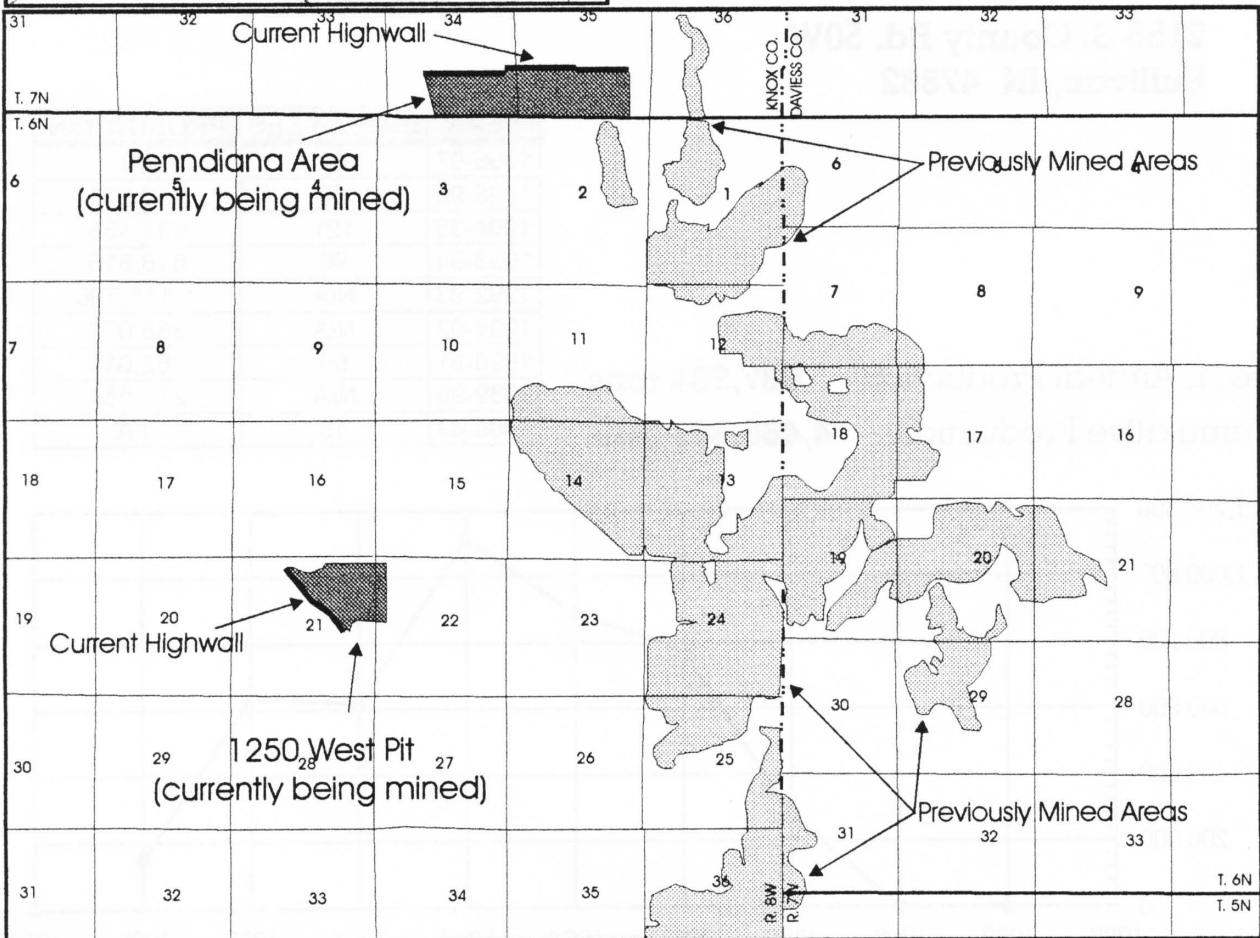 31 32 33 34 35 36 31 32 33
Current Highwall
KNOX CO.
DAVIESS CO.
T. 7N
T. 6N
Penndiana Area
(currently being mined)
Previously Mined Areas
6 5 4 3 2 1 6 5 4
7 8 9 10 11 12 7 8 9
18 17 16 15 14 13 18 17 16
19 20 21 22 23 24 19 20 21
Current Highwall
1250 West Pit
(currently being mined)
30 29 28 27 26 25 30 29 28
Previously Mined Areas
31 32 33 34 35 36 31 32 33
R. 8W
R. 7W
T. 6N
T. 5N